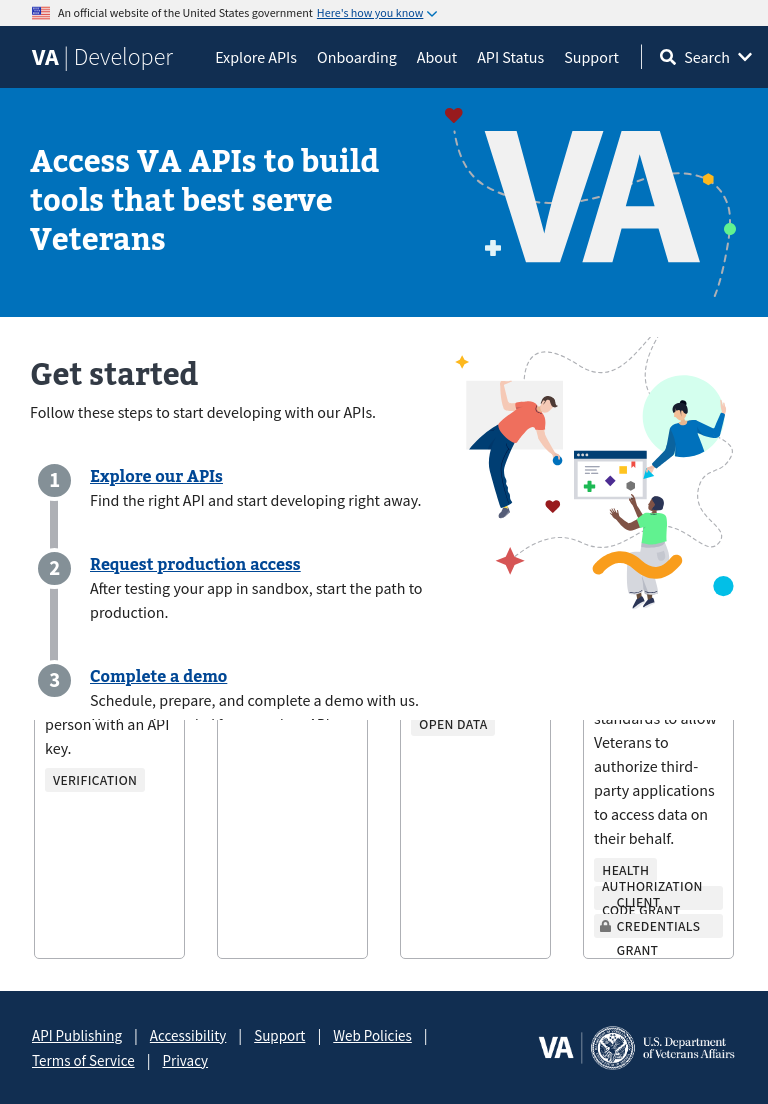 An official website of the United States government Here's how you know
VA | Developer
Explore APIs
Onboarding
About
API Status
Support
Search
Access VA APIs to build
tools that best serve
Veterans
VA
Get started
Follow these steps to start developing with our APIs.
1
Explore our APIs
Find the right API and start developing right away.
2
Request production access
After testing your app in sandbox, start the path to
production.
3
Complete a demo
Schedule, prepare, and complete a demo with us.
person with an API
key.
VERIFICATION
OPEN DATA
standards to allow
Veterans to
authorize third-
party applications
to access data on
their behalf.
HEALTH
AUTHORIZATION
CODE GRANT
CLIENT
CREDENTIALS
GRANT
API Publishing | Accessibility | Support | Web Policies |
Terms of Service | Privacy
VA
U.S. Department
of Veterans Affairs